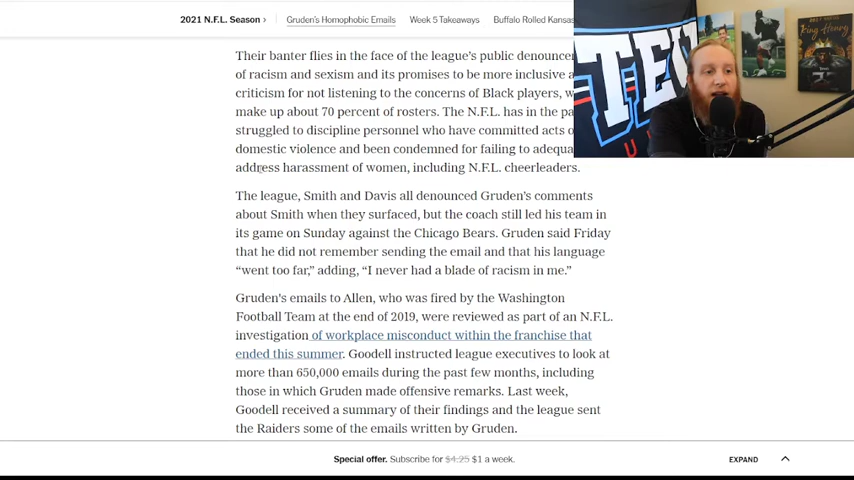 2021 N.F.L. Season › Gruden's Homophobic Emails Week 5 Takeaways Buffalo Rolled Kansas
Their banter flies in the face of the league's public
of racism and sexism and its promises to be more inclusive
criticism for not listening to the concerns of Black players,
make up about 70 percent of rosters. The N.F.L. has in the
struggled to discipline personnel who have committed acts
domestic violence and been condemned for failing to
address harassment of women, including N.F.L. cheerleaders.
The league, Smith and Davis all denounced Gruden's comments
about Smith when they surfaced, but the coach still led his team in
its game on Sunday against the Chicago Bears. Gruden said Friday
that he did not remember sending the email and that his language
“went too far,” adding, “I never had a blade of racism in me.”
Gruden's emails to Allen, who was fired by the Washington
Football Team at the end of 2019, were reviewed as part of an N.F.L.
investigation of workplace misconduct within the franchise that
ended this summer. Goodell instructed league executives to look at
more than 650,000 emails during the past few months, including
those in which Gruden made offensive remarks. Last week,
Goodell received a summary of their findings and the league sent
the Raiders some of the emails written by Gruden.
Special offer. Subscribe for $4.25 $1 a week.
EXPAND
King Henry